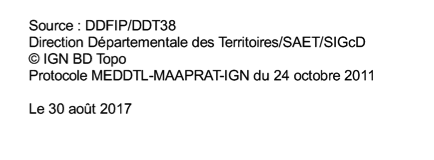 Source : DDFIP/DDT38
Direction Départementale des Territoires/SAET/SIGcD
© IGN BD Topo
Protocole MEDDTL-MAAPRAT-IGN du 24 octobre 2011
Le 30 août 2017